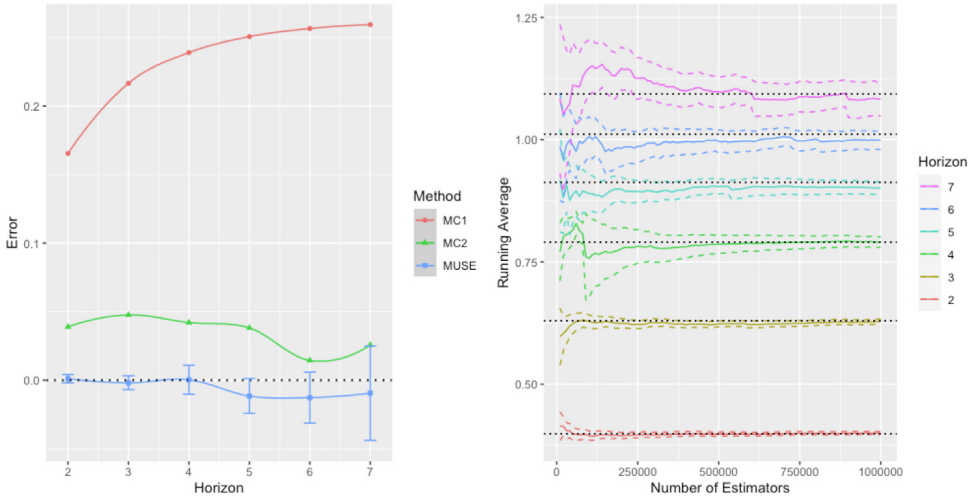 0.2
0.1
0.0
Error
2
3
4
5
6
7
Horizon
Method
MC1
MC2
MUSE
1.25
1.00
0.75
0.50
Running Average
0
250000
500000
750000
1000000
Number of Estimators
Horizon
7
6
5
4
3
2